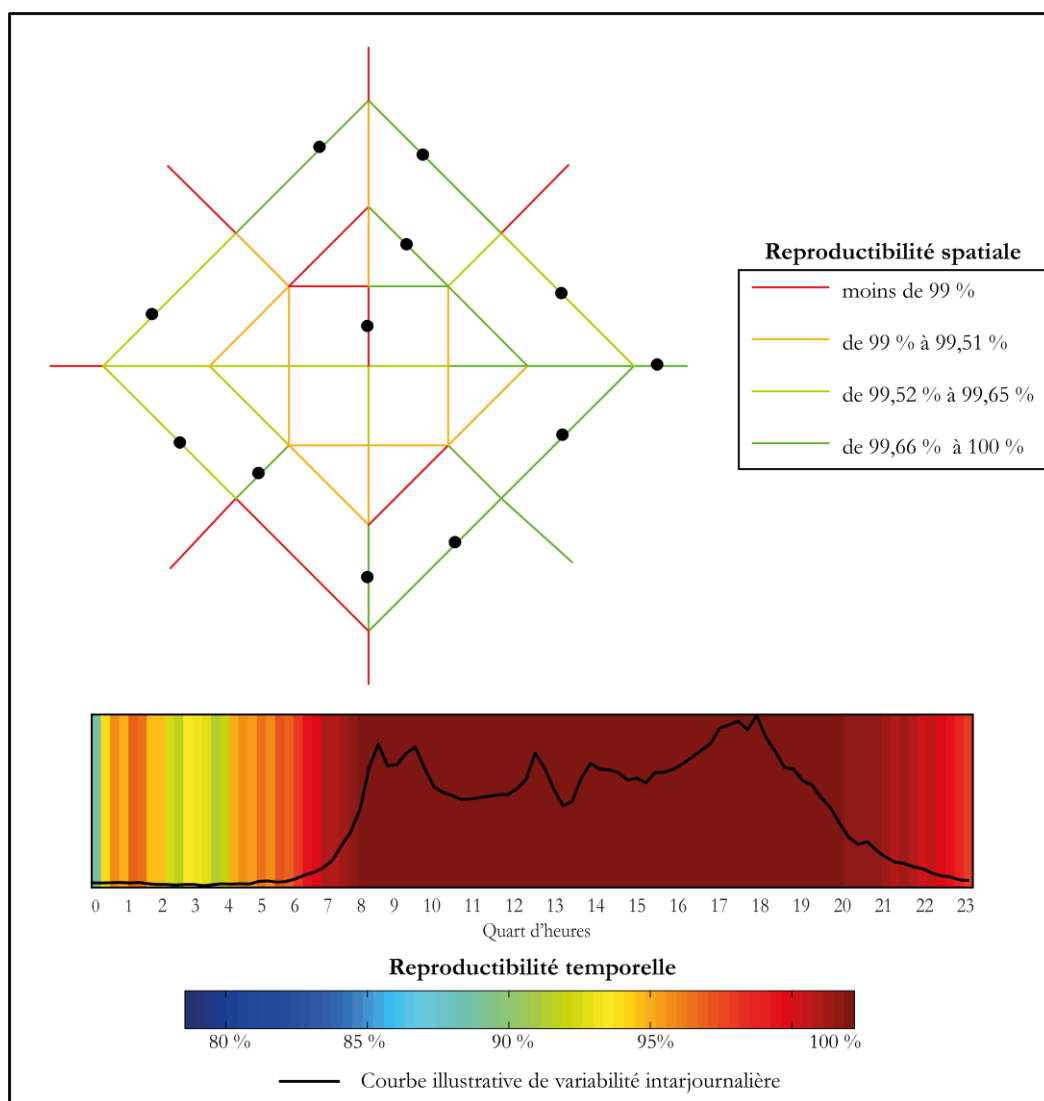 Reproductibilité spatiale
moins de 99 %
de 99 % à 99,51 %
de 99,52 % à 99,65 %
de 99,66 % à 100 %
0 1 2 3 4 5 6 7 8 9 10 11 12 13 14 15 16 17 18 19 20 21 22 23
Quart d'heures
Reproductibilité temporelle
80 % 85 % 90 % 95% 100 %
Courbe illustrative de variabilité intarjournalière